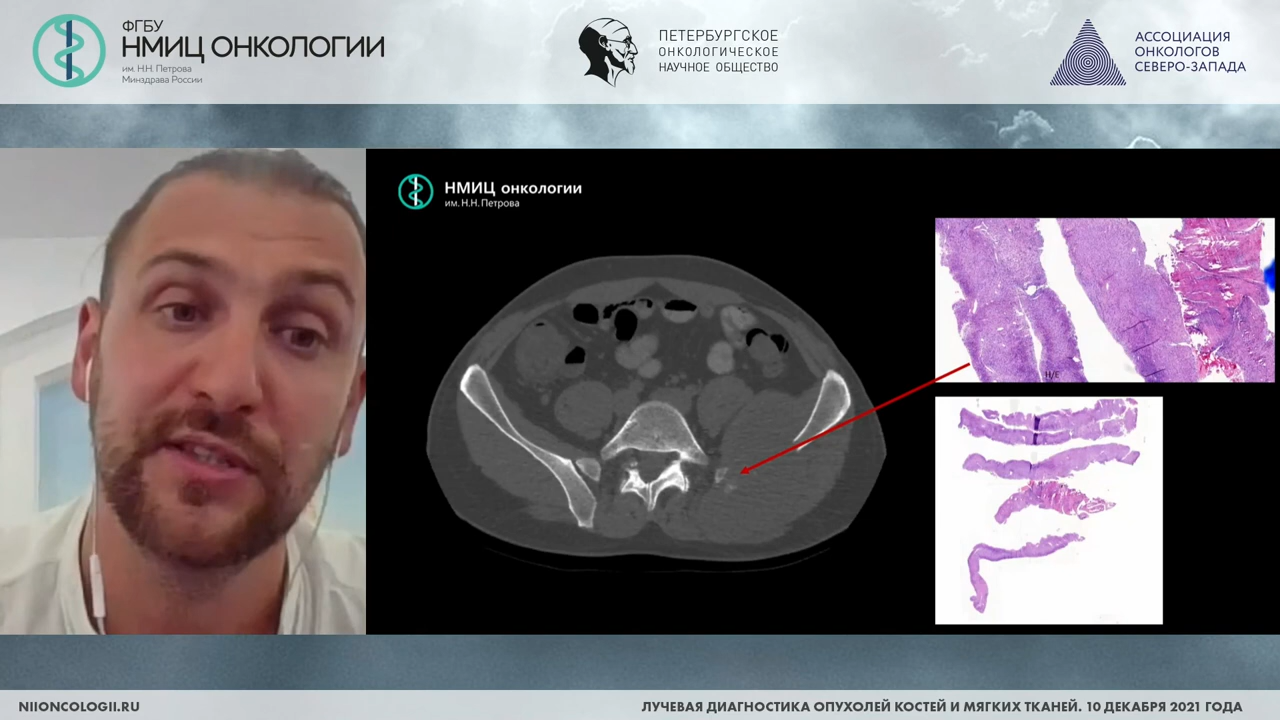 ФГБУ
НМИЦ ОНКОЛОГИИ
им. Н.Н. Петрова
Минздрава России
ПЕТЕРБУРГСКОЕ
ОНКОЛОГИЧЕСКОЕ
НАУЧНОЕ ОБЩЕСТВО
АССОЦИАЦИЯ
ОНКОЛОГОВ
СЕВЕРО-ЗАПАДА
НМИЦ онкологии
им. Н.Н. Петрова
H/E
NIIONCOLOGII.RU
ЛУЧЕВАЯ ДИАГНОСТИКА ОПУХОЛЕЙ КОСТЕЙ И МЯГКИХ ТКАНЕЙ. 10 ДЕКАБРЯ 2021 ГОДА